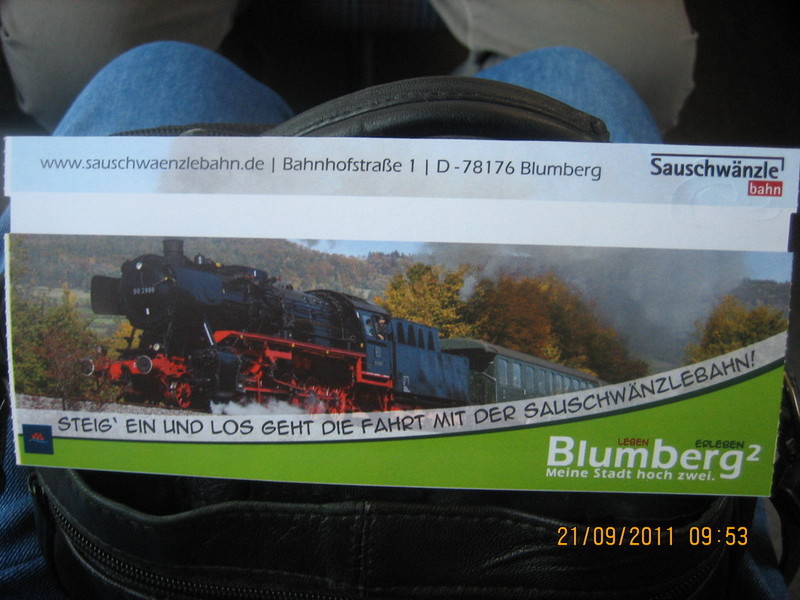 www.sauschwaenzlebahn.de | Bahnhofstraße 1 | D-78176 Blumberg
Sauschwänzle
bahn
STEIG' EIN UND LOS GEHT DIE FAHRT MIT DER SAUSCHWÄNZLEBAHN!
LEBEN ERLEBEN
Blumberg²
Meine Stadt hoch zwei.
21/09/2011 09:53